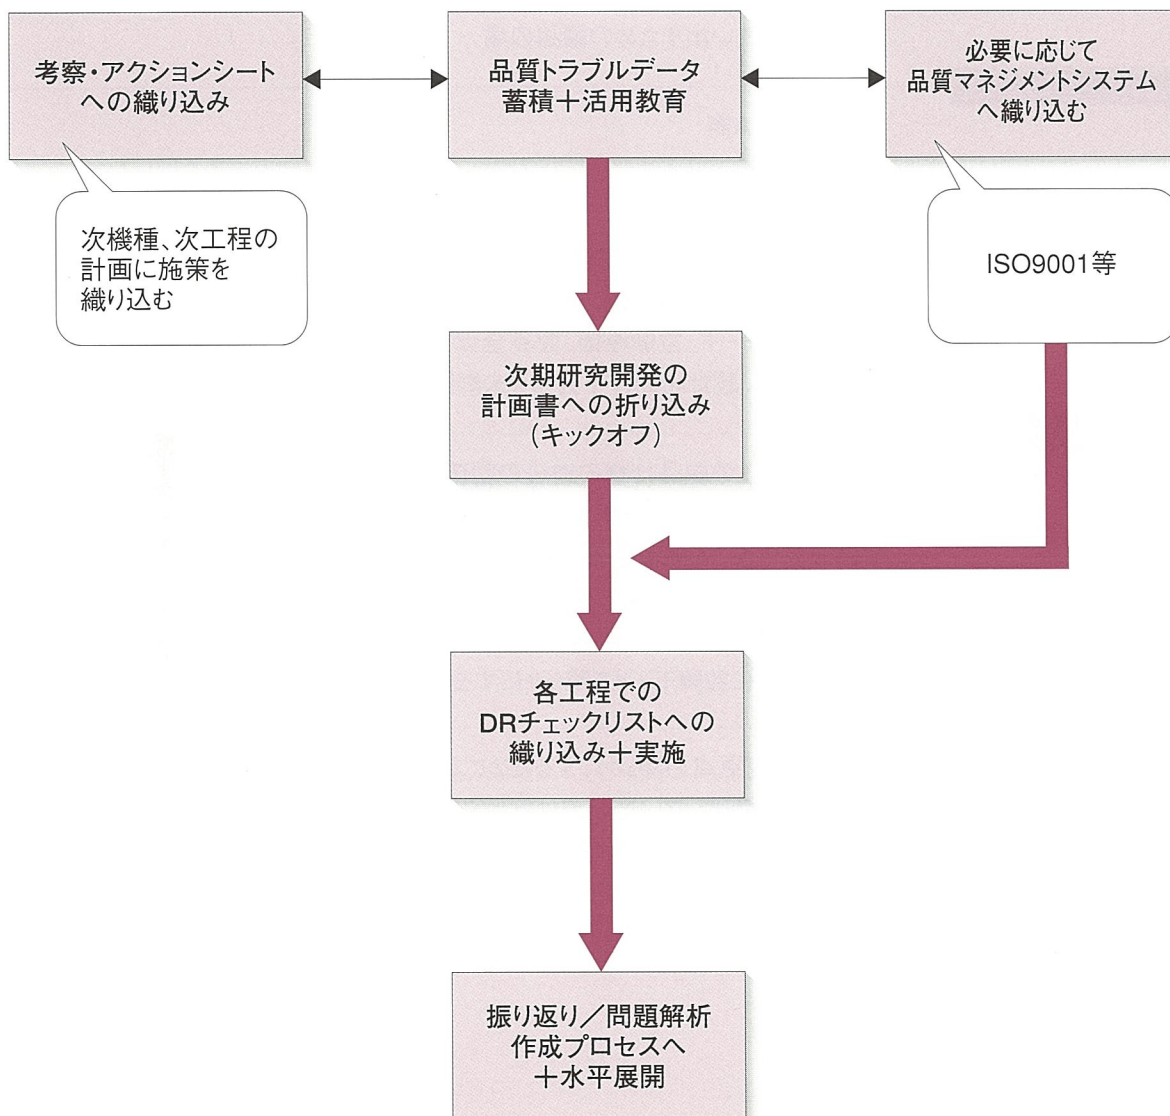 考察・アクションシート
への織り込み
品質トラブルデータ
蓄積＋活用教育
必要に応じて
品質マネジメントシステム
へ織り込む
次機種、次工程の
計画に施策を
織り込む
ISO9001等
次期研究開発の
計画書への折り込み
(キックオフ)
各工程での
DRチェックリストへの
織り込み＋実施
振り返り／問題解析
作成プロセスへ
＋水平展開